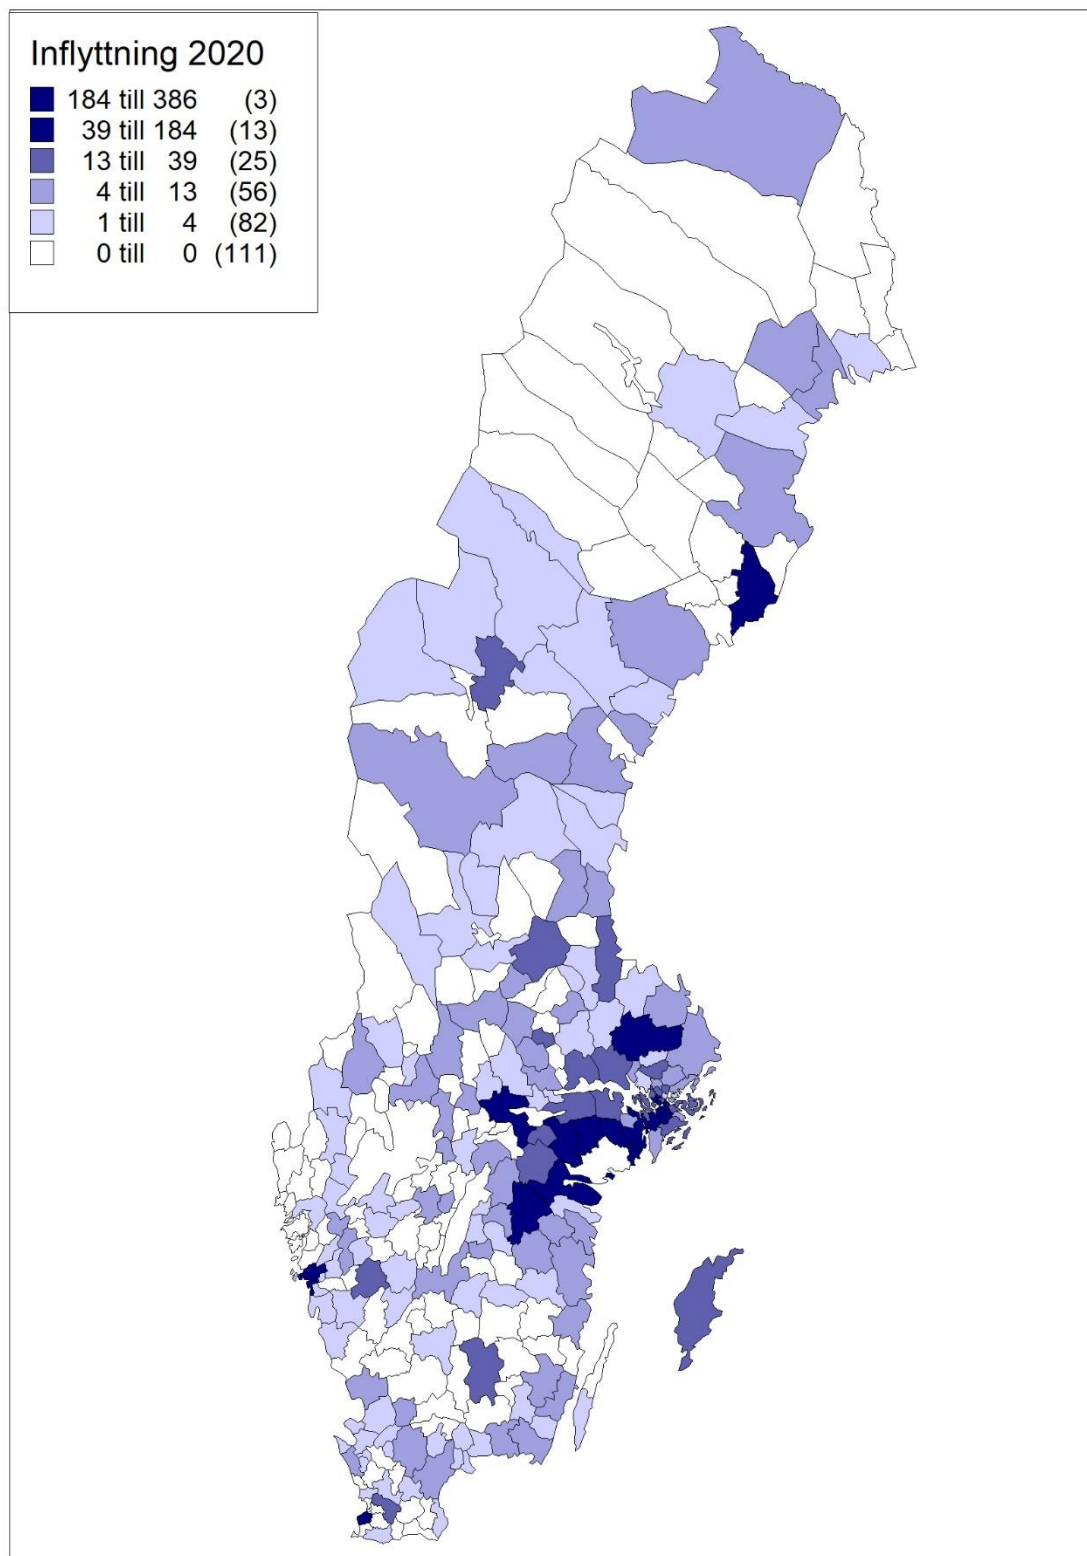 Inflyttning 2020
184 till 386 (3)
39 till 184 (13)
13 till 39 (25)
4 till 13 (56)
1 till 4 (82)
0 till 0 (111)